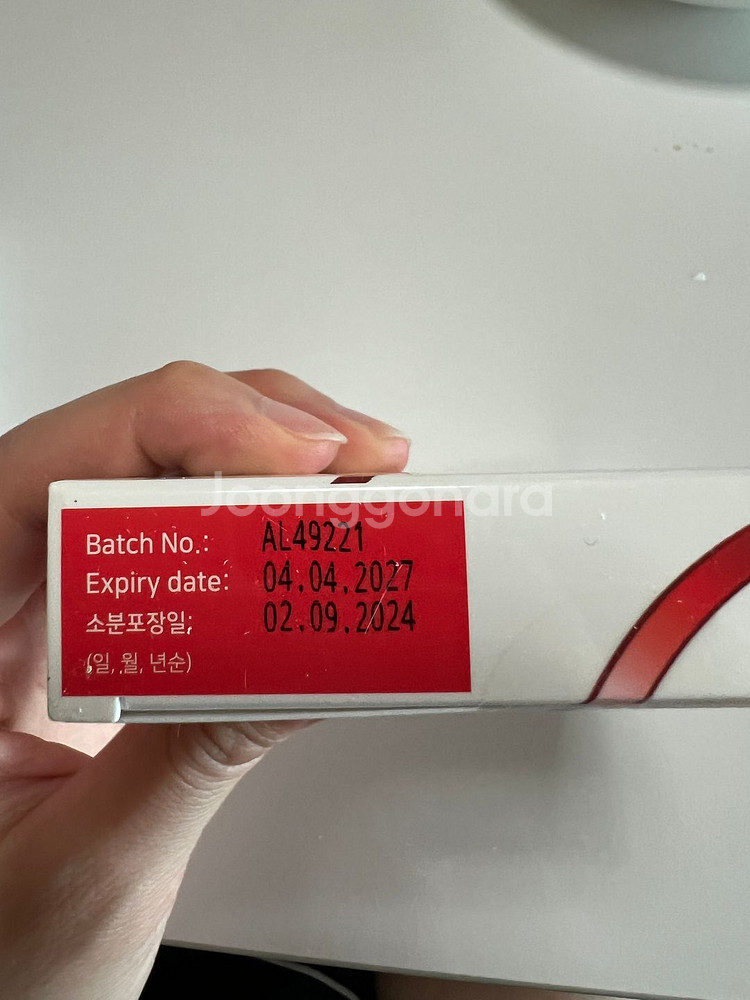 Joonggonara
Batch No.: AL49221
Expiry date: 04.04.2027
소분포장일; 02.09.2024
(일, 월, 년순)